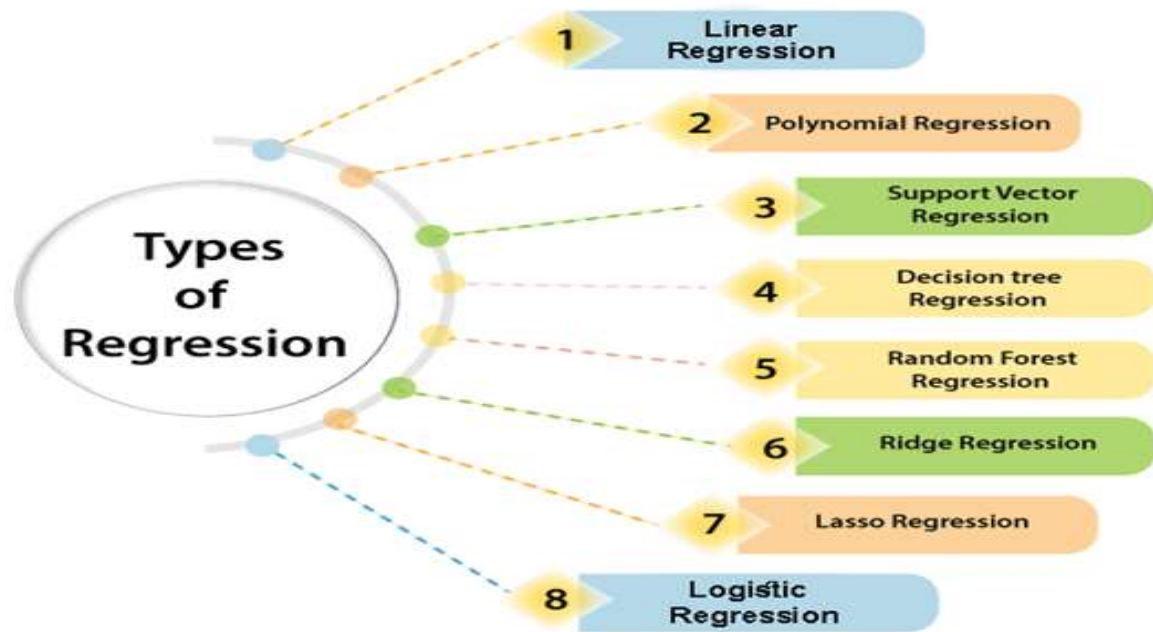 Types
of
Regression
1
Linear
Regression
2
Polynomial Regression
3
Support Vector
Regression
4
Decision tree
Regression
5
Random Forest
Regression
6
Ridge Regression
7
Lasso Regression
8
Logistic
Regression